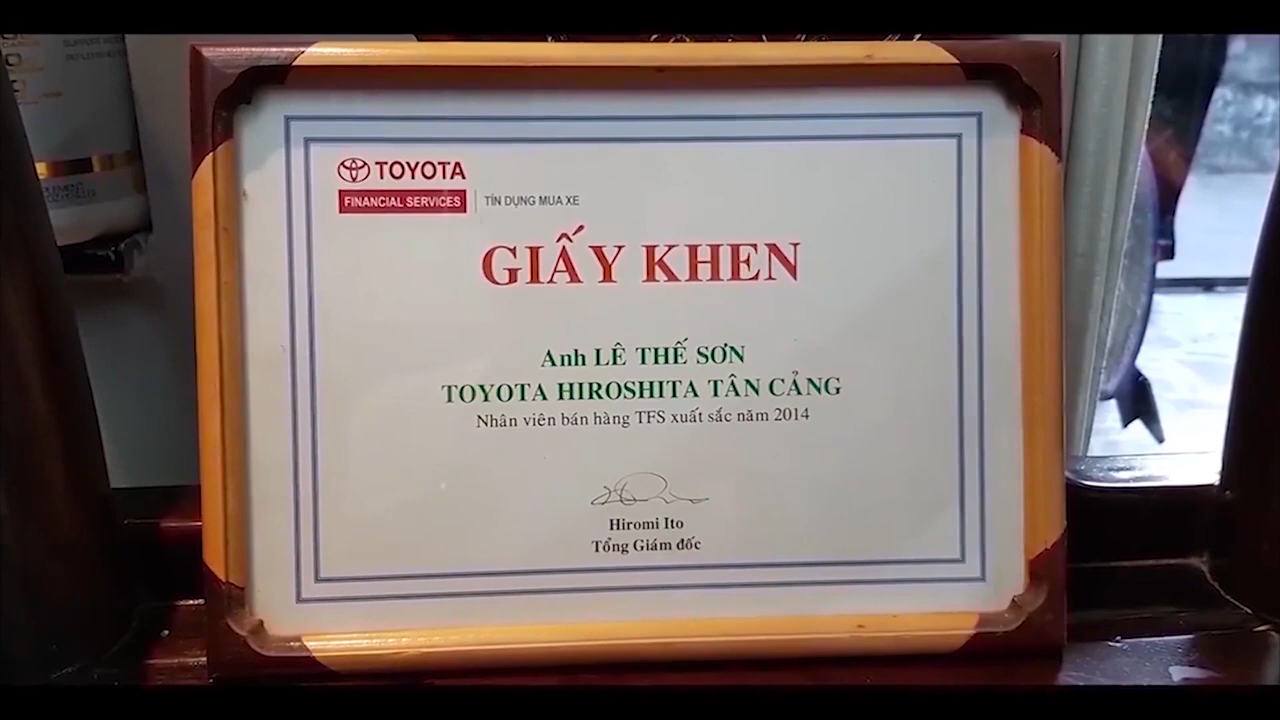 TOYOTA
FINANCIAL SERVICES
TÍN DỤNG MUA XE
GIẤY KHEN
Anh LÊ THẾ SƠN
TOYOTA HIROSHITA TÂN CẢNG
Nhân viên bán hàng TFS xuất sắc năm 2014
Hiromi Ito
Tổng Giám đốc